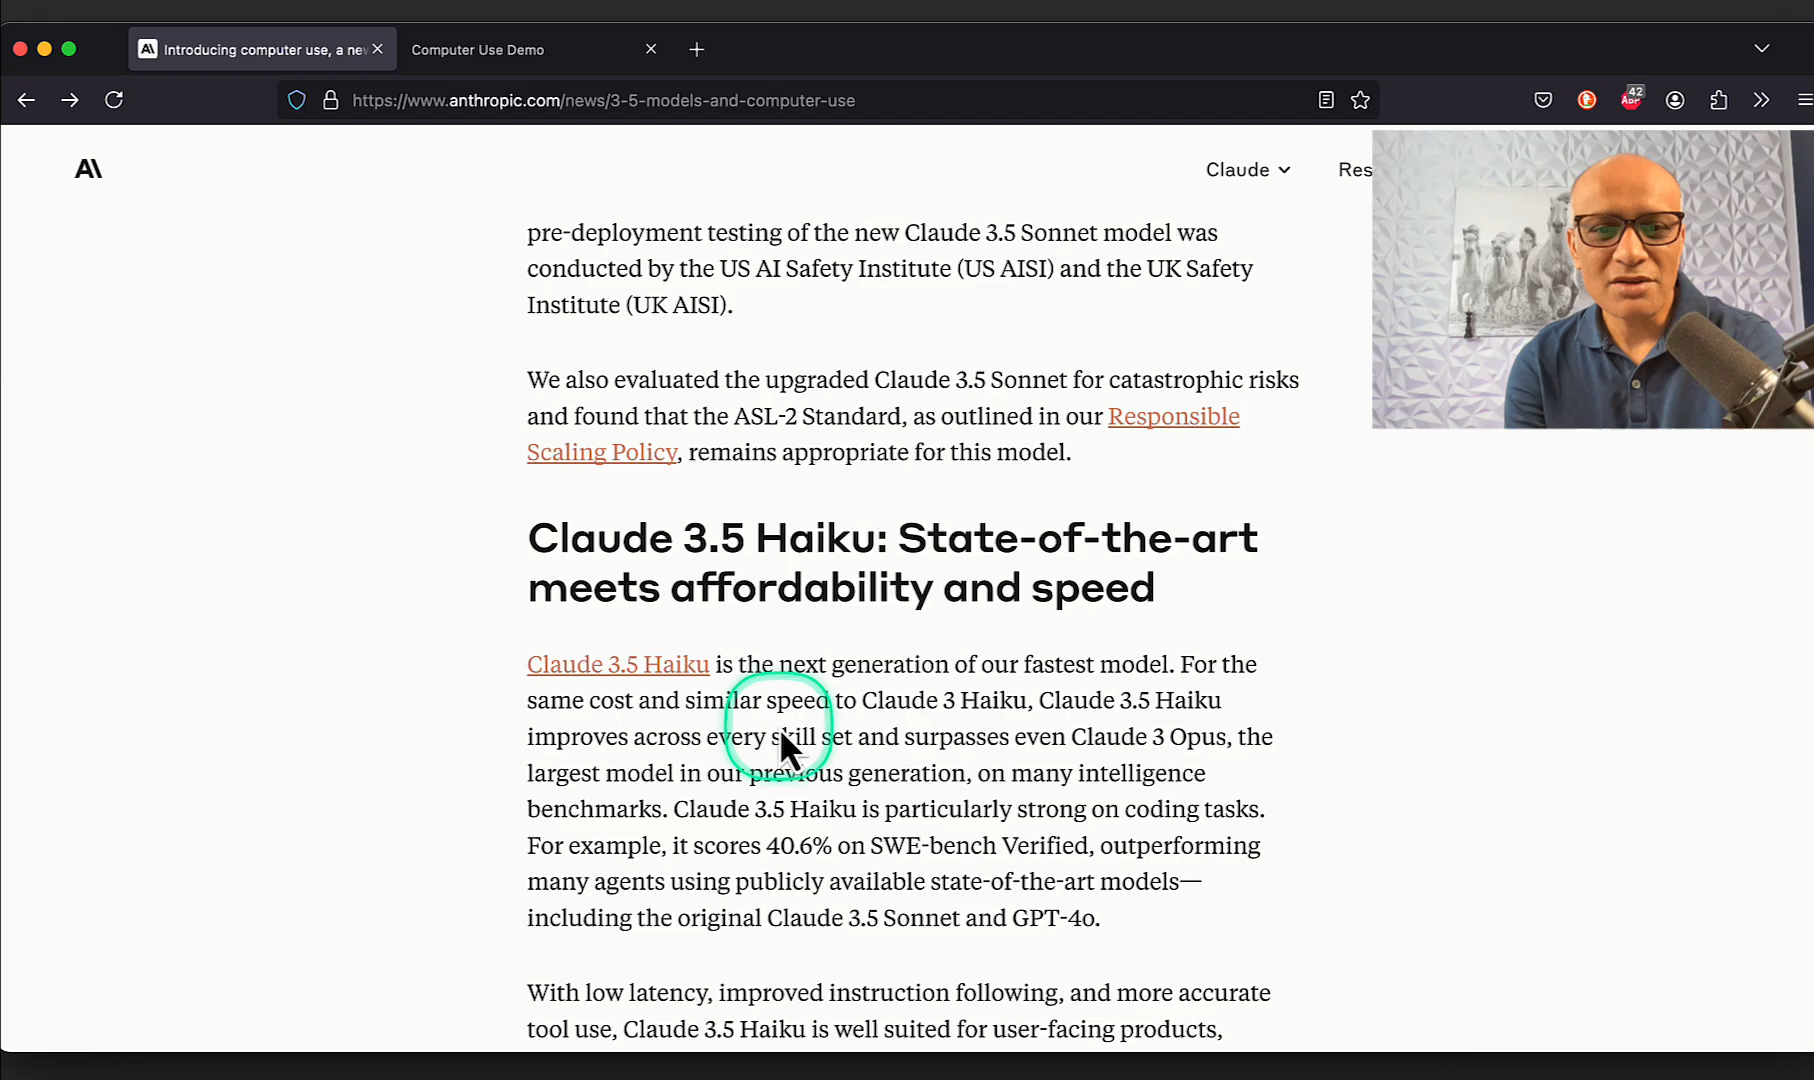 Introducing computer use, a nev
Computer Use Demo
https://www.anthropic.com/news/3-5-models-and-computer-use
42
ABP
A\
Claude
Res
pre-deployment testing of the new Claude 3.5 Sonnet model was
conducted by the US AI Safety Institute (US AISI) and the UK Safety
Institute (UK AISI).
We also evaluated the upgraded Claude 3.5 Sonnet for catastrophic risks
and found that the ASL-2 Standard, as outlined in our Responsible
Scaling Policy, remains appropriate for this model.
Claude 3.5 Haiku: State-of-the-art
meets affordability and speed
Claude 3.5 Haiku is the next generation of our fastest model. For the
same cost and similar speed to Claude 3 Haiku, Claude 3.5 Haiku
improves across every skill set and surpasses even Claude 3 Opus, the
largest model in our previous generation, on many intelligence
benchmarks. Claude 3.5 Haiku is particularly strong on coding tasks.
For example, it scores 40.6% on SWE-bench Verified, outperforming
many agents using publicly available state-of-the-art models—
including the original Claude 3.5 Sonnet and GPT-4o.
With low latency, improved instruction following, and more accurate
tool use, Claude 3.5 Haiku is well suited for user-facing products,